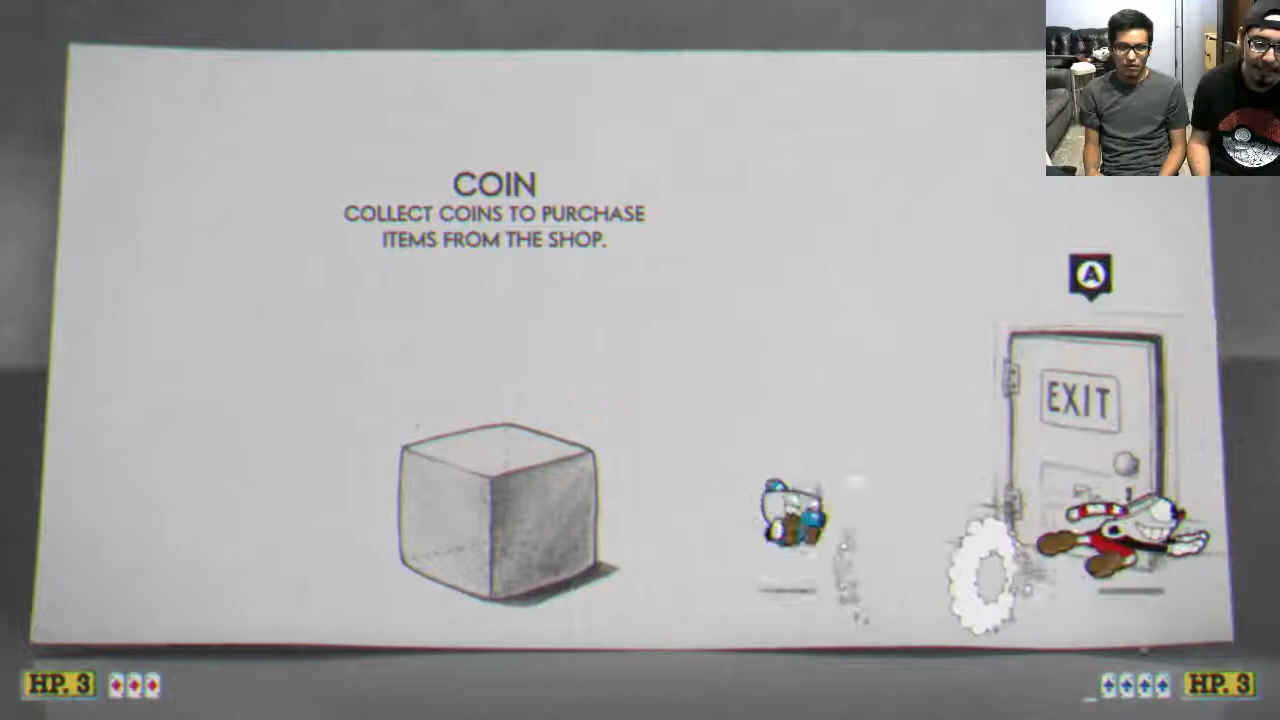 COIN
COLLECT COINS TO PURCHASE
ITEMS FROM THE SHOP.
A
EXIT
HP. 3
HP. 3